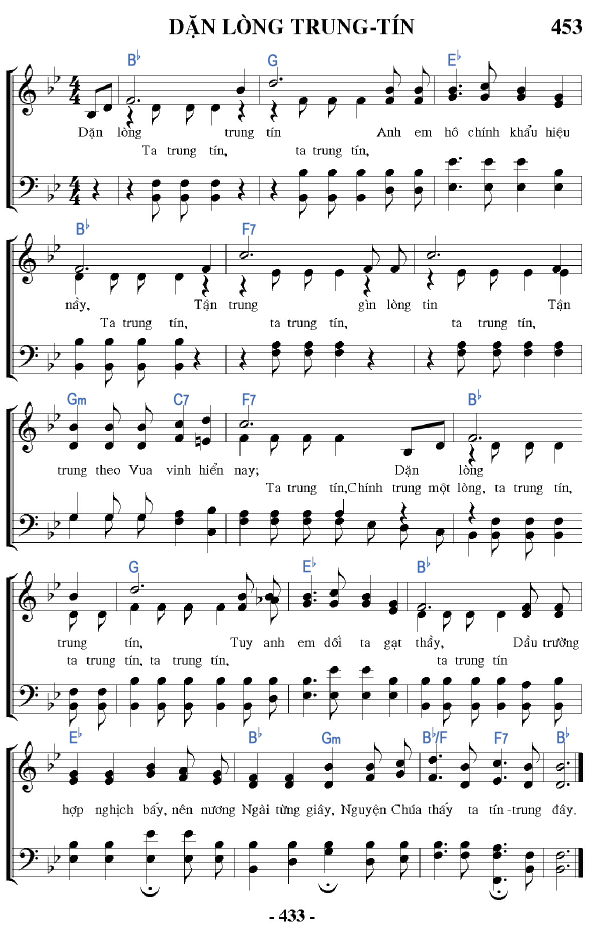 DẶN LÒNG TRUNG-TÍN 453
B♭ G E♭
Dặn lòng trung tín Anh em hô chính khẩu hiệu
Ta trung tín, ta trung tín,
B♭ F7
nầy, Tận trung gìn lòng tin Tận
Ta trung tín, ta trung tín, ta trung tín,
Gm C7 F7 B♭
trung theo Vua vinh hiển nay; Dặn lòng
Ta trung tín,Chính trung một lòng, ta trung tín,
G E♭ B♭
trung tín, Tuy anh em dối ta gạt thầy, Dầu trường
ta trung tín, ta trung tín, ta trung tín
E♭ B♭ Gm B♭/F F7 B♭
hợp nghịch bấy, nên nương Ngài từng giây, Nguyện Chúa thấy ta tín-trung đây.
- 433 -